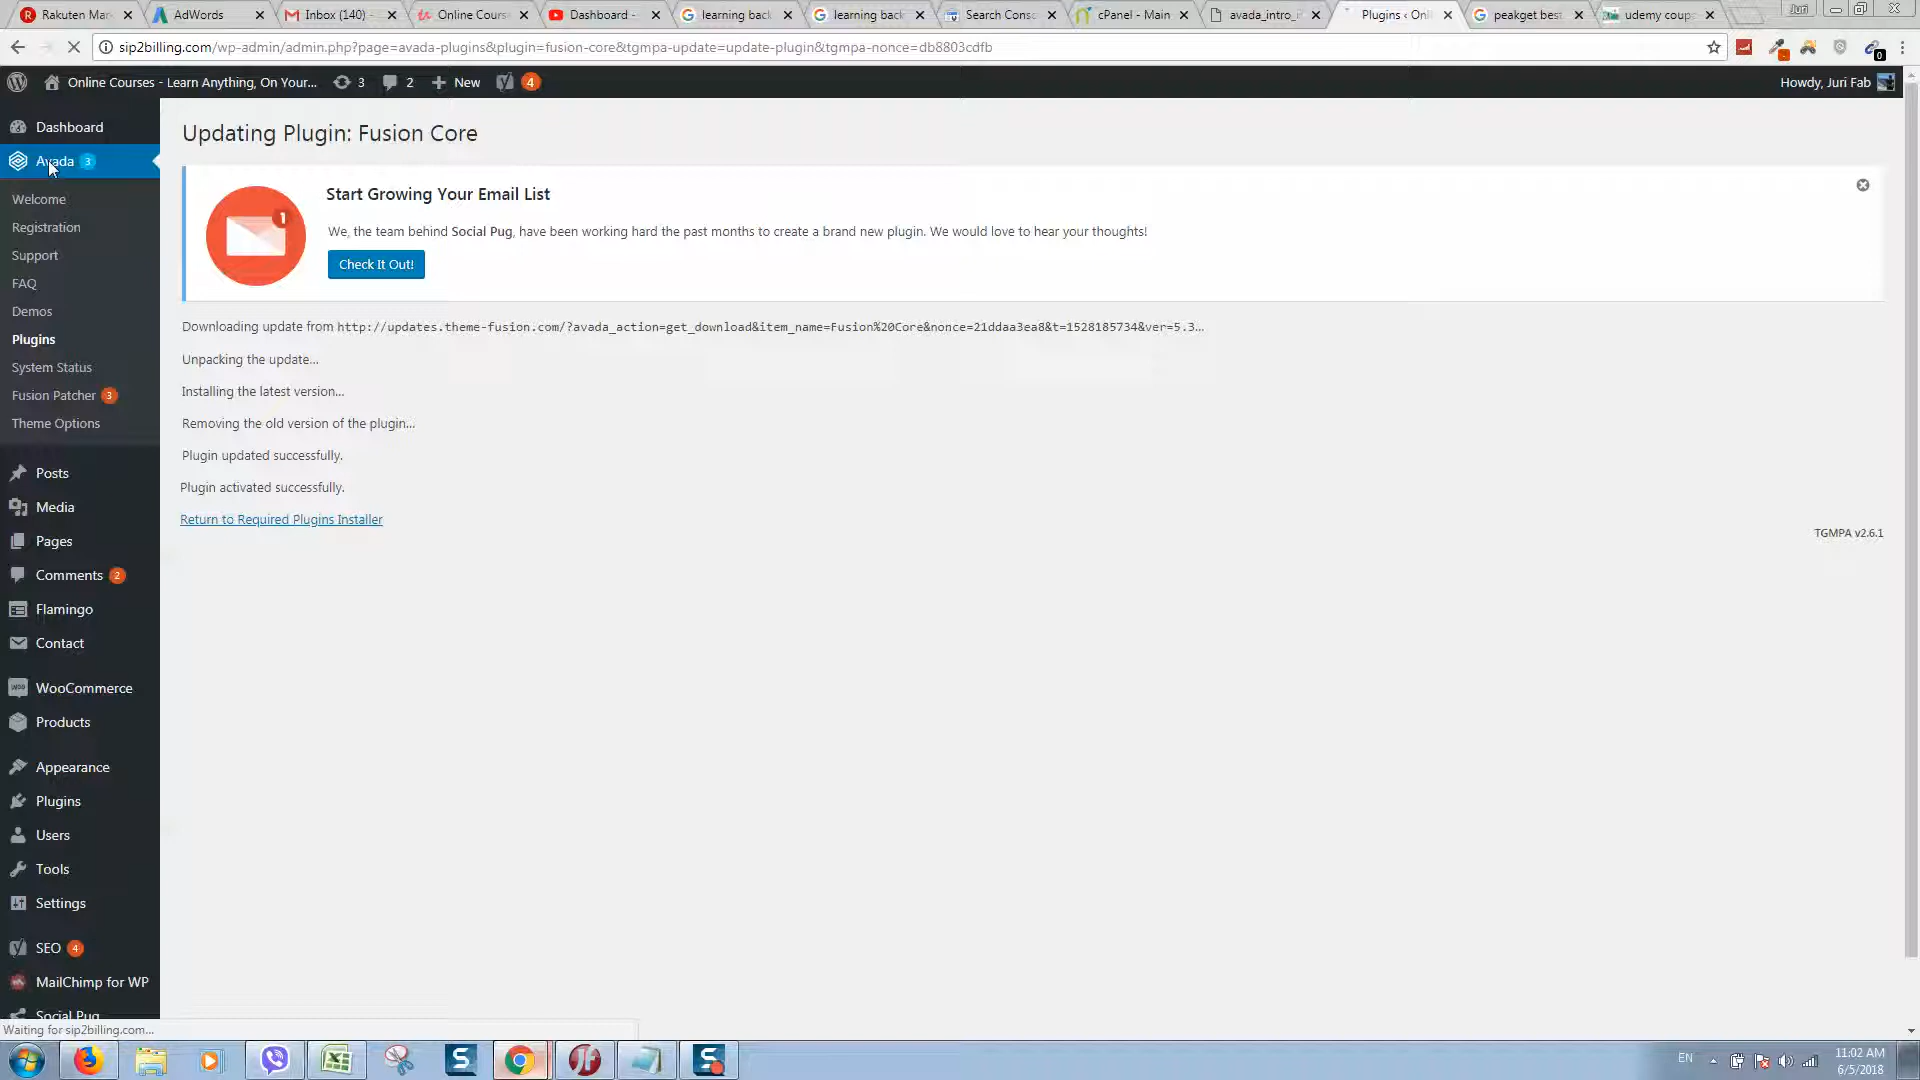 Rakuten Mar
AdWords
Inbox (140) -
Online Cours
Dashboard -
learning back
learning back
Search Cons
cPanel - Main
avada_intro_
Plugins ‹ Onl
peakget best
udemy coup
Juri
sip2billing.com/wp-admin/admin.php?page=avada-plugins&plugin=fusion-core&tgmpa-update=update-plugin&tgmpa-nonce=db8803cdfb
0
Online Courses - Learn Anything, On Your...
3
2
New
4
Howdy, Juri Fab
Dashboard
Avada 3
Welcome
Registration
Support
FAQ
Demos
Plugins
System Status
Fusion Patcher 3
Theme Options
Posts
Media
Pages
Comments 2
Flamingo
Contact
WooCommerce
Products
Appearance
Plugins
Users
Tools
Settings
SEO 4
MailChimp for WP
Social Pug
Updating Plugin: Fusion Core
1
Start Growing Your Email List
We, the team behind Social Pug, have been working hard the past months to create a brand new plugin. We would love to hear your thoughts!
Check It Out!
Downloading update from http://updates.theme-fusion.com/?avada_action=get_download&item_name=Fusion%20Core&nonce=21ddaa3ea8&t=1528185734&ver=5.3...
Unpacking the update...
Installing the latest version...
Removing the old version of the plugin...
Plugin updated successfully.
Plugin activated successfully.
Return to Required Plugins Installer
TGMPA v2.6.1
Waiting for sip2billing.com...
EN
11:02 AM
6/5/2018